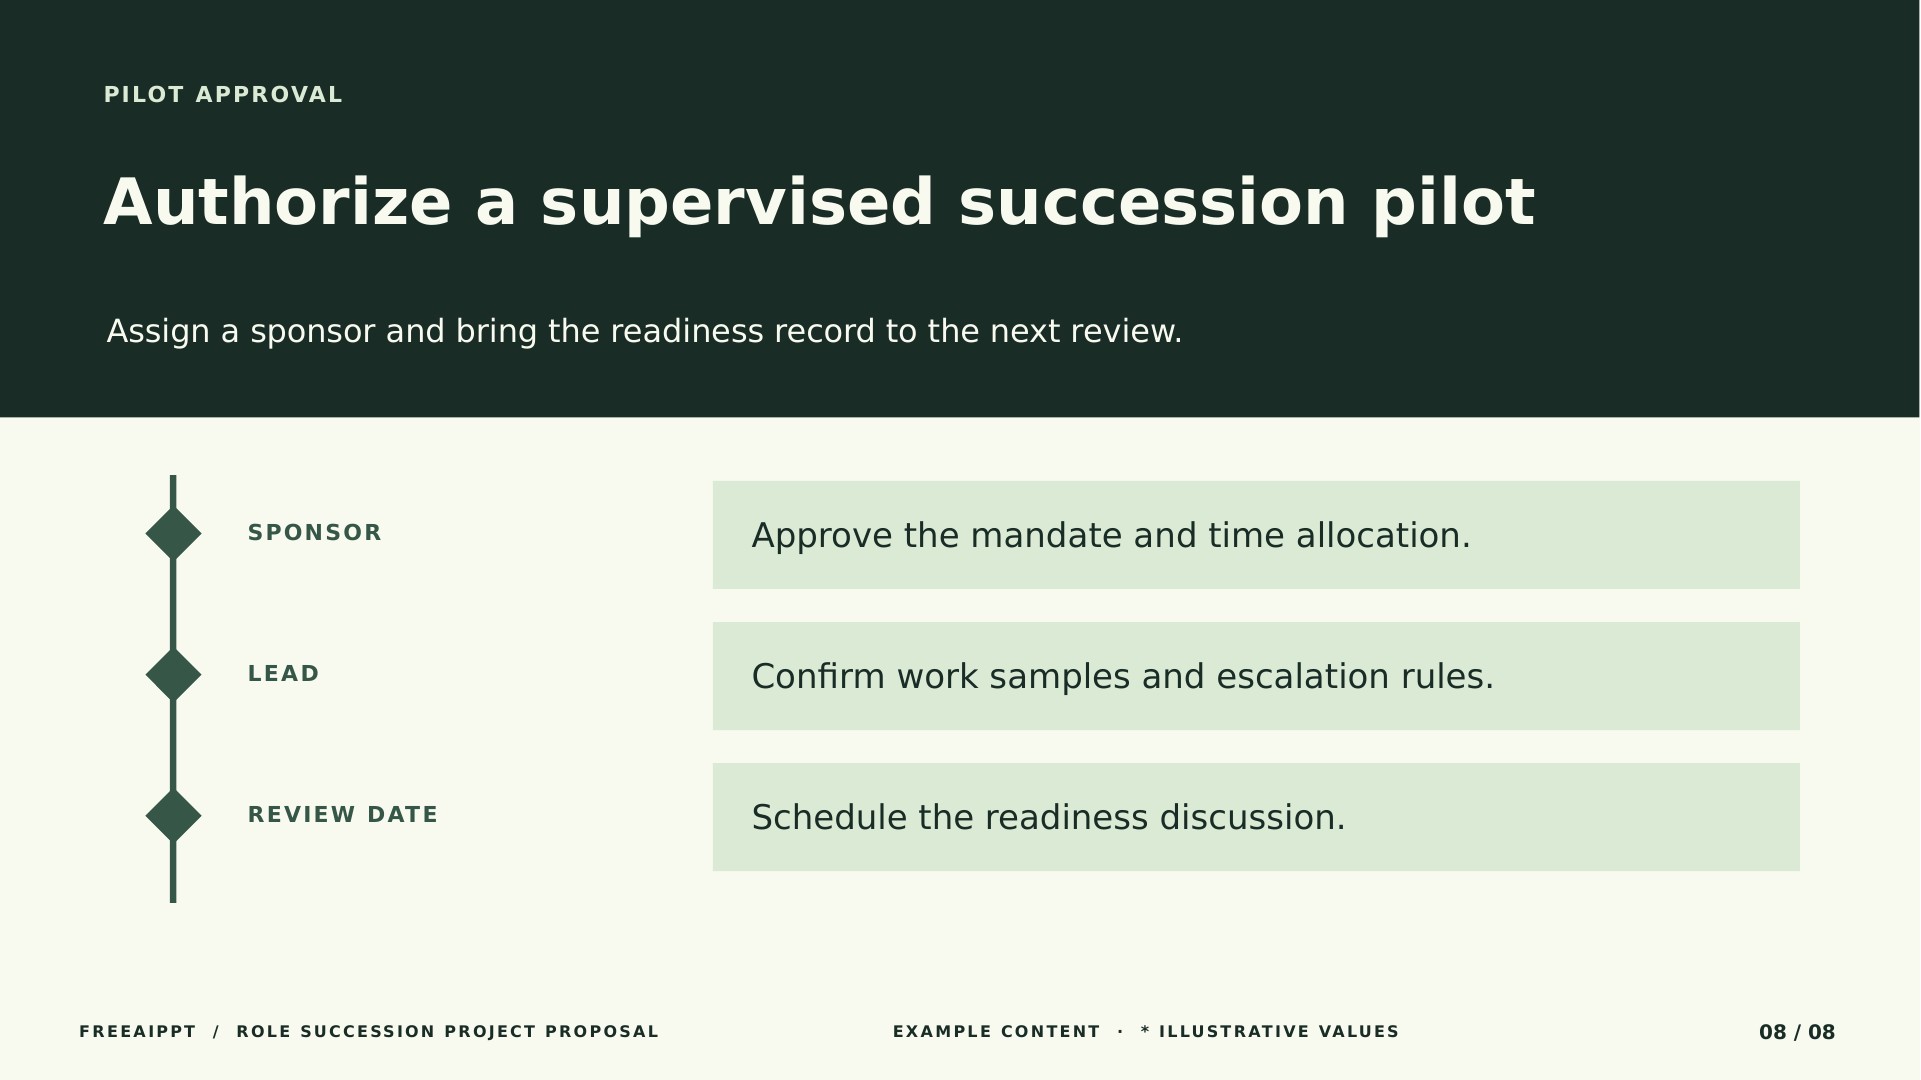 PILOT APPROVAL
Authorize a supervised succession pilot
Assign a sponsor and bring the readiness record to the next review.
SPONSOR
Approve the mandate and time allocation.
LEAD
Confirm work samples and escalation rules.
REVIEW DATE
Schedule the readiness discussion.
FREEAIPPT / ROLE SUCCESSION PROJECT PROPOSAL
EXAMPLE CONTENT · * ILLUSTRATIVE VALUES
08 / 08